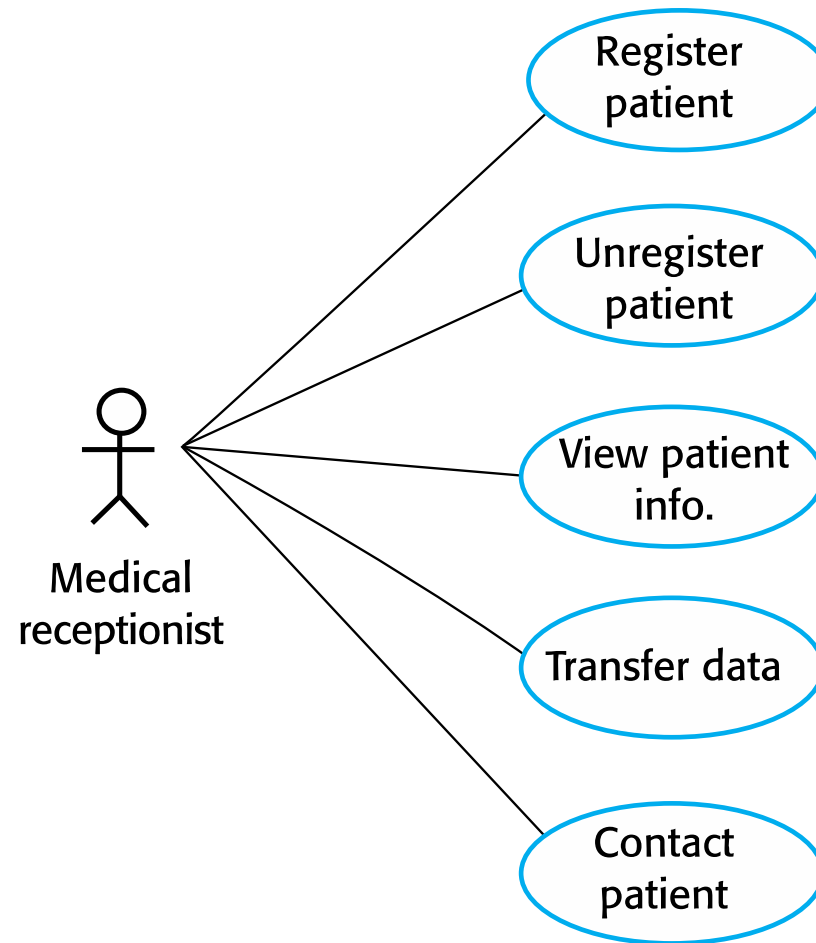 Register
patient
Unregister
patient
View patient
info.
Medical
receptionist
Transfer data
Contact
patient